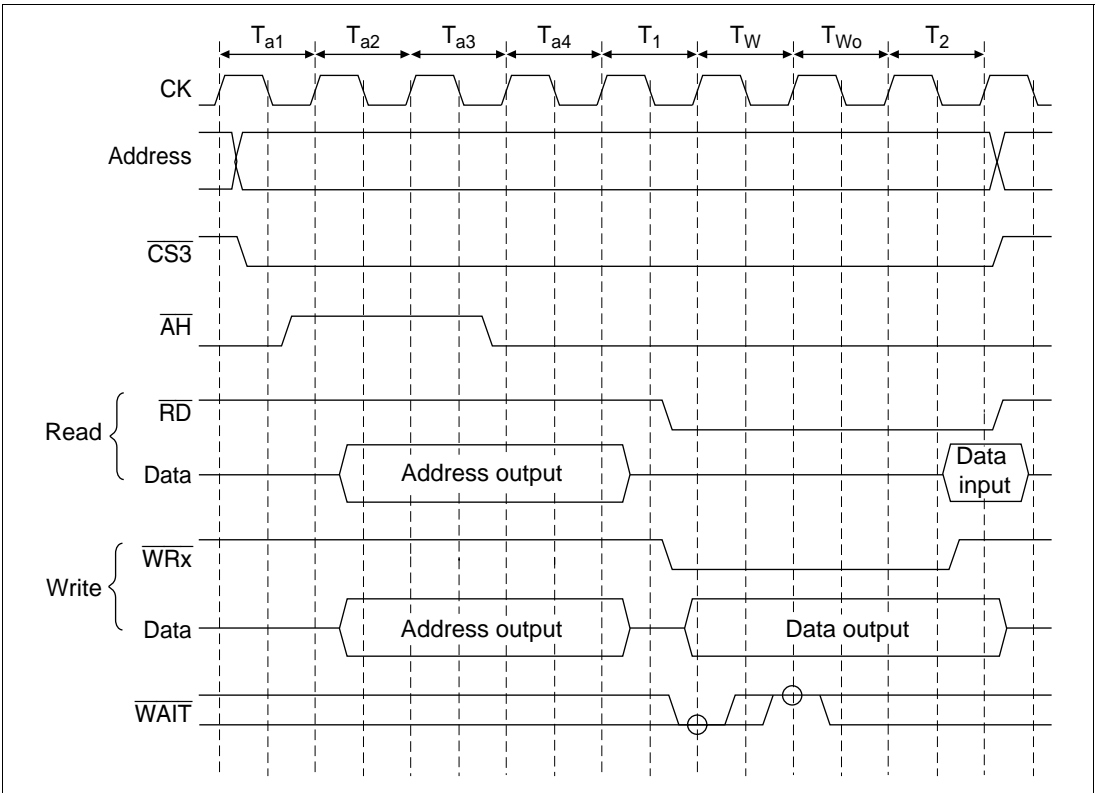 Ta1 Ta2 Ta3 Ta4 T1 TW TWo T2
CK
Address
CS3
AH
Read
RD
Data Address output Data input
Write
WRx
Data Address output Data output
WAIT